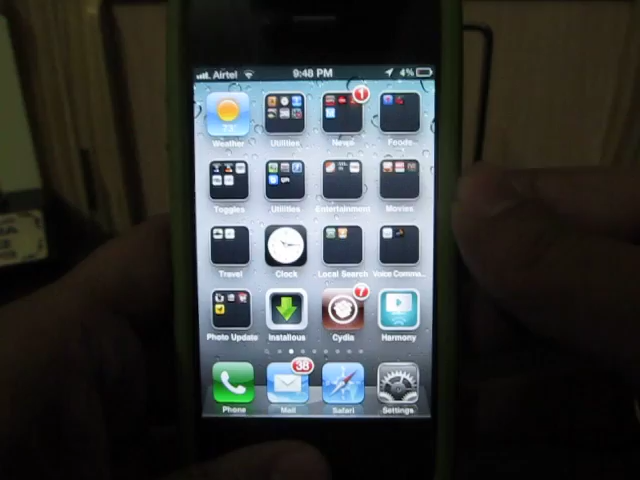 Airtel 9:48 PM 4%
73°
1
Weather Utilities News Foods
Toggles Utilities Entertainment Movies
Travel Clock Local Search Voice Comma...
7
Photo Update Installous Cydia Harmony
38
Phone Mail Safari Settings